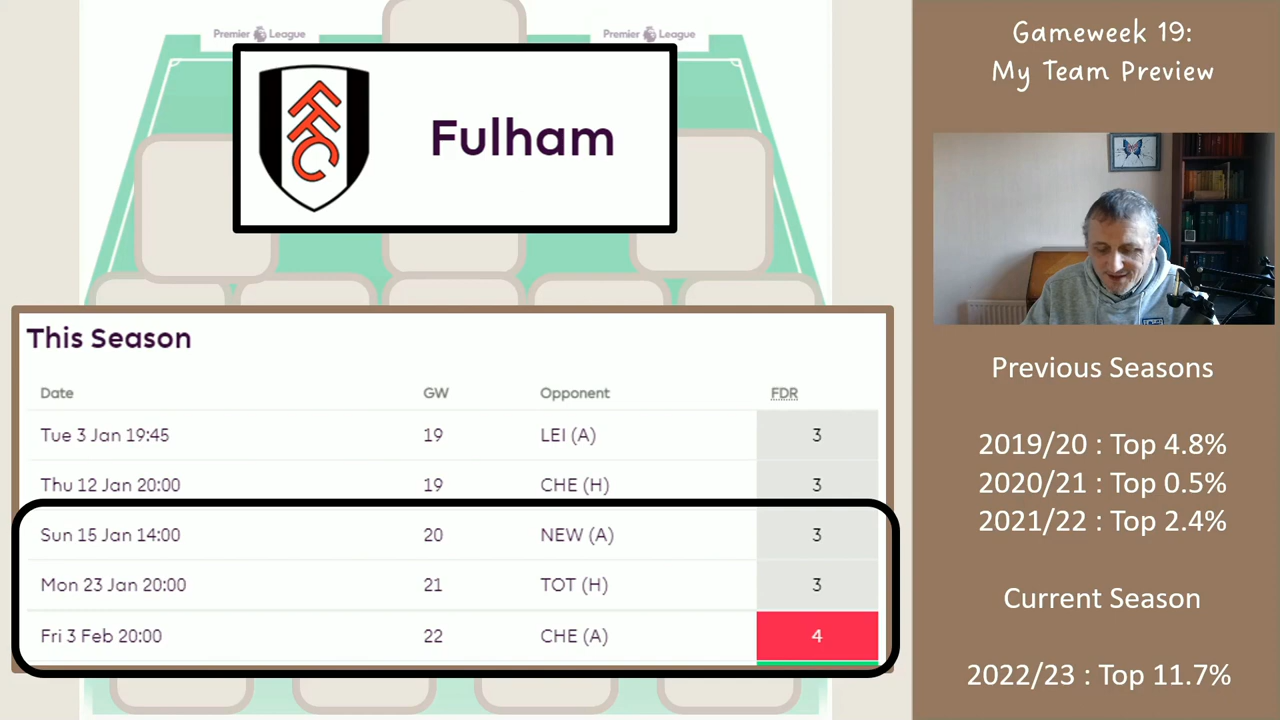 Premier League
Premier League
FFC
Fulham
This Season
Date GW Opponent FDR
Tue 3 Jan 19:45 19 LEI (A) 3
Thu 12 Jan 20:00 19 CHE (H) 3
Sun 15 Jan 14:00 20 NEW (A) 3
Mon 23 Jan 20:00 21 TOT (H) 3
Fri 3 Feb 20:00 22 CHE (A) 4
Gameweek 19:
My Team Preview
Previous Seasons
2019/20 : Top 4.8%
2020/21 : Top 0.5%
2021/22 : Top 2.4%
Current Season
2022/23 : Top 11.7%